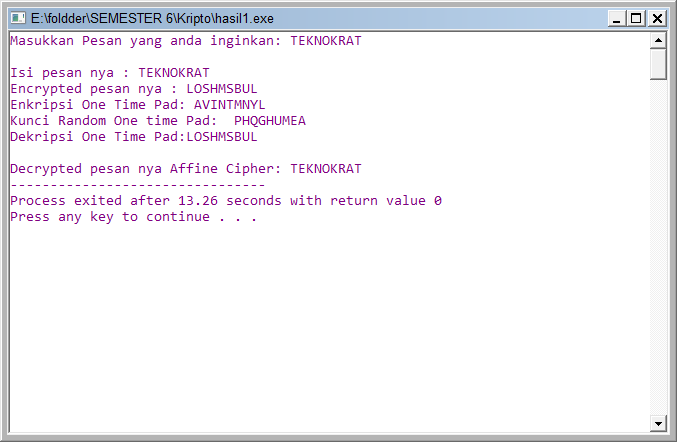 E:\foldder\SEMESTER 6\Kripto\hasil1.exe
Masukkan Pesan yang anda inginkan: TEKNOKRAT
Isi pesan nya : TEKNOKRAT
Encrypted pesan nya : LOSHMSBUL
Enkripsi One Time Pad: AVINTMNYL
Kunci Random One time Pad:  PHQGHUMEA
Dekripsi One Time Pad:LOSHMSBUL
Decrypted pesan nya Affine Cipher: TEKNOKRAT
--------------------------------
Process exited after 13.26 seconds with return value 0
Press any key to continue . . .